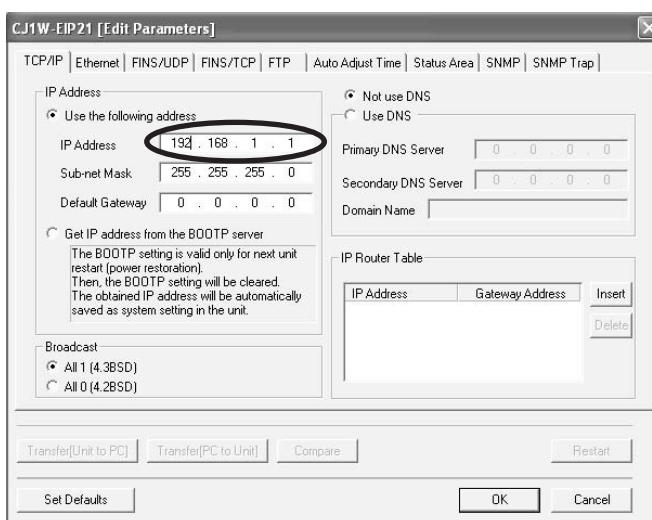 CJ1W-EIP21 [Edit Parameters]
TCP/IP Ethernet FINS/UDP FINS/TCP FTP Auto Adjust Time Status Area SNMP SNMP Trap
IP Address
Use the following address
IP Address 192 . 168 . 1 . 1
Sub-net Mask 255 . 255 . 255 . 0
Default Gateway 0 . 0 . 0 . 0
Get IP address from the BOOTP server
The BOOTP setting is valid only for next unit
restart (power restoration).
Then, the BOOTP setting will be cleared.
The obtained IP address will be automatically
saved as system setting in the unit.
Broadcast
All 1 (4.3BSD)
All 0 (4.2BSD)
Not use DNS
Use DNS
Primary DNS Server 0 . 0 . 0 . 0
Secondary DNS Server 0 . 0 . 0 . 0
Domain Name
IP Router Table
IP Address Gateway Address Insert
Delete
Transfer[Unit to PC] Transfer[PC to Unit] Compare Restart
Set Defaults OK Cancel